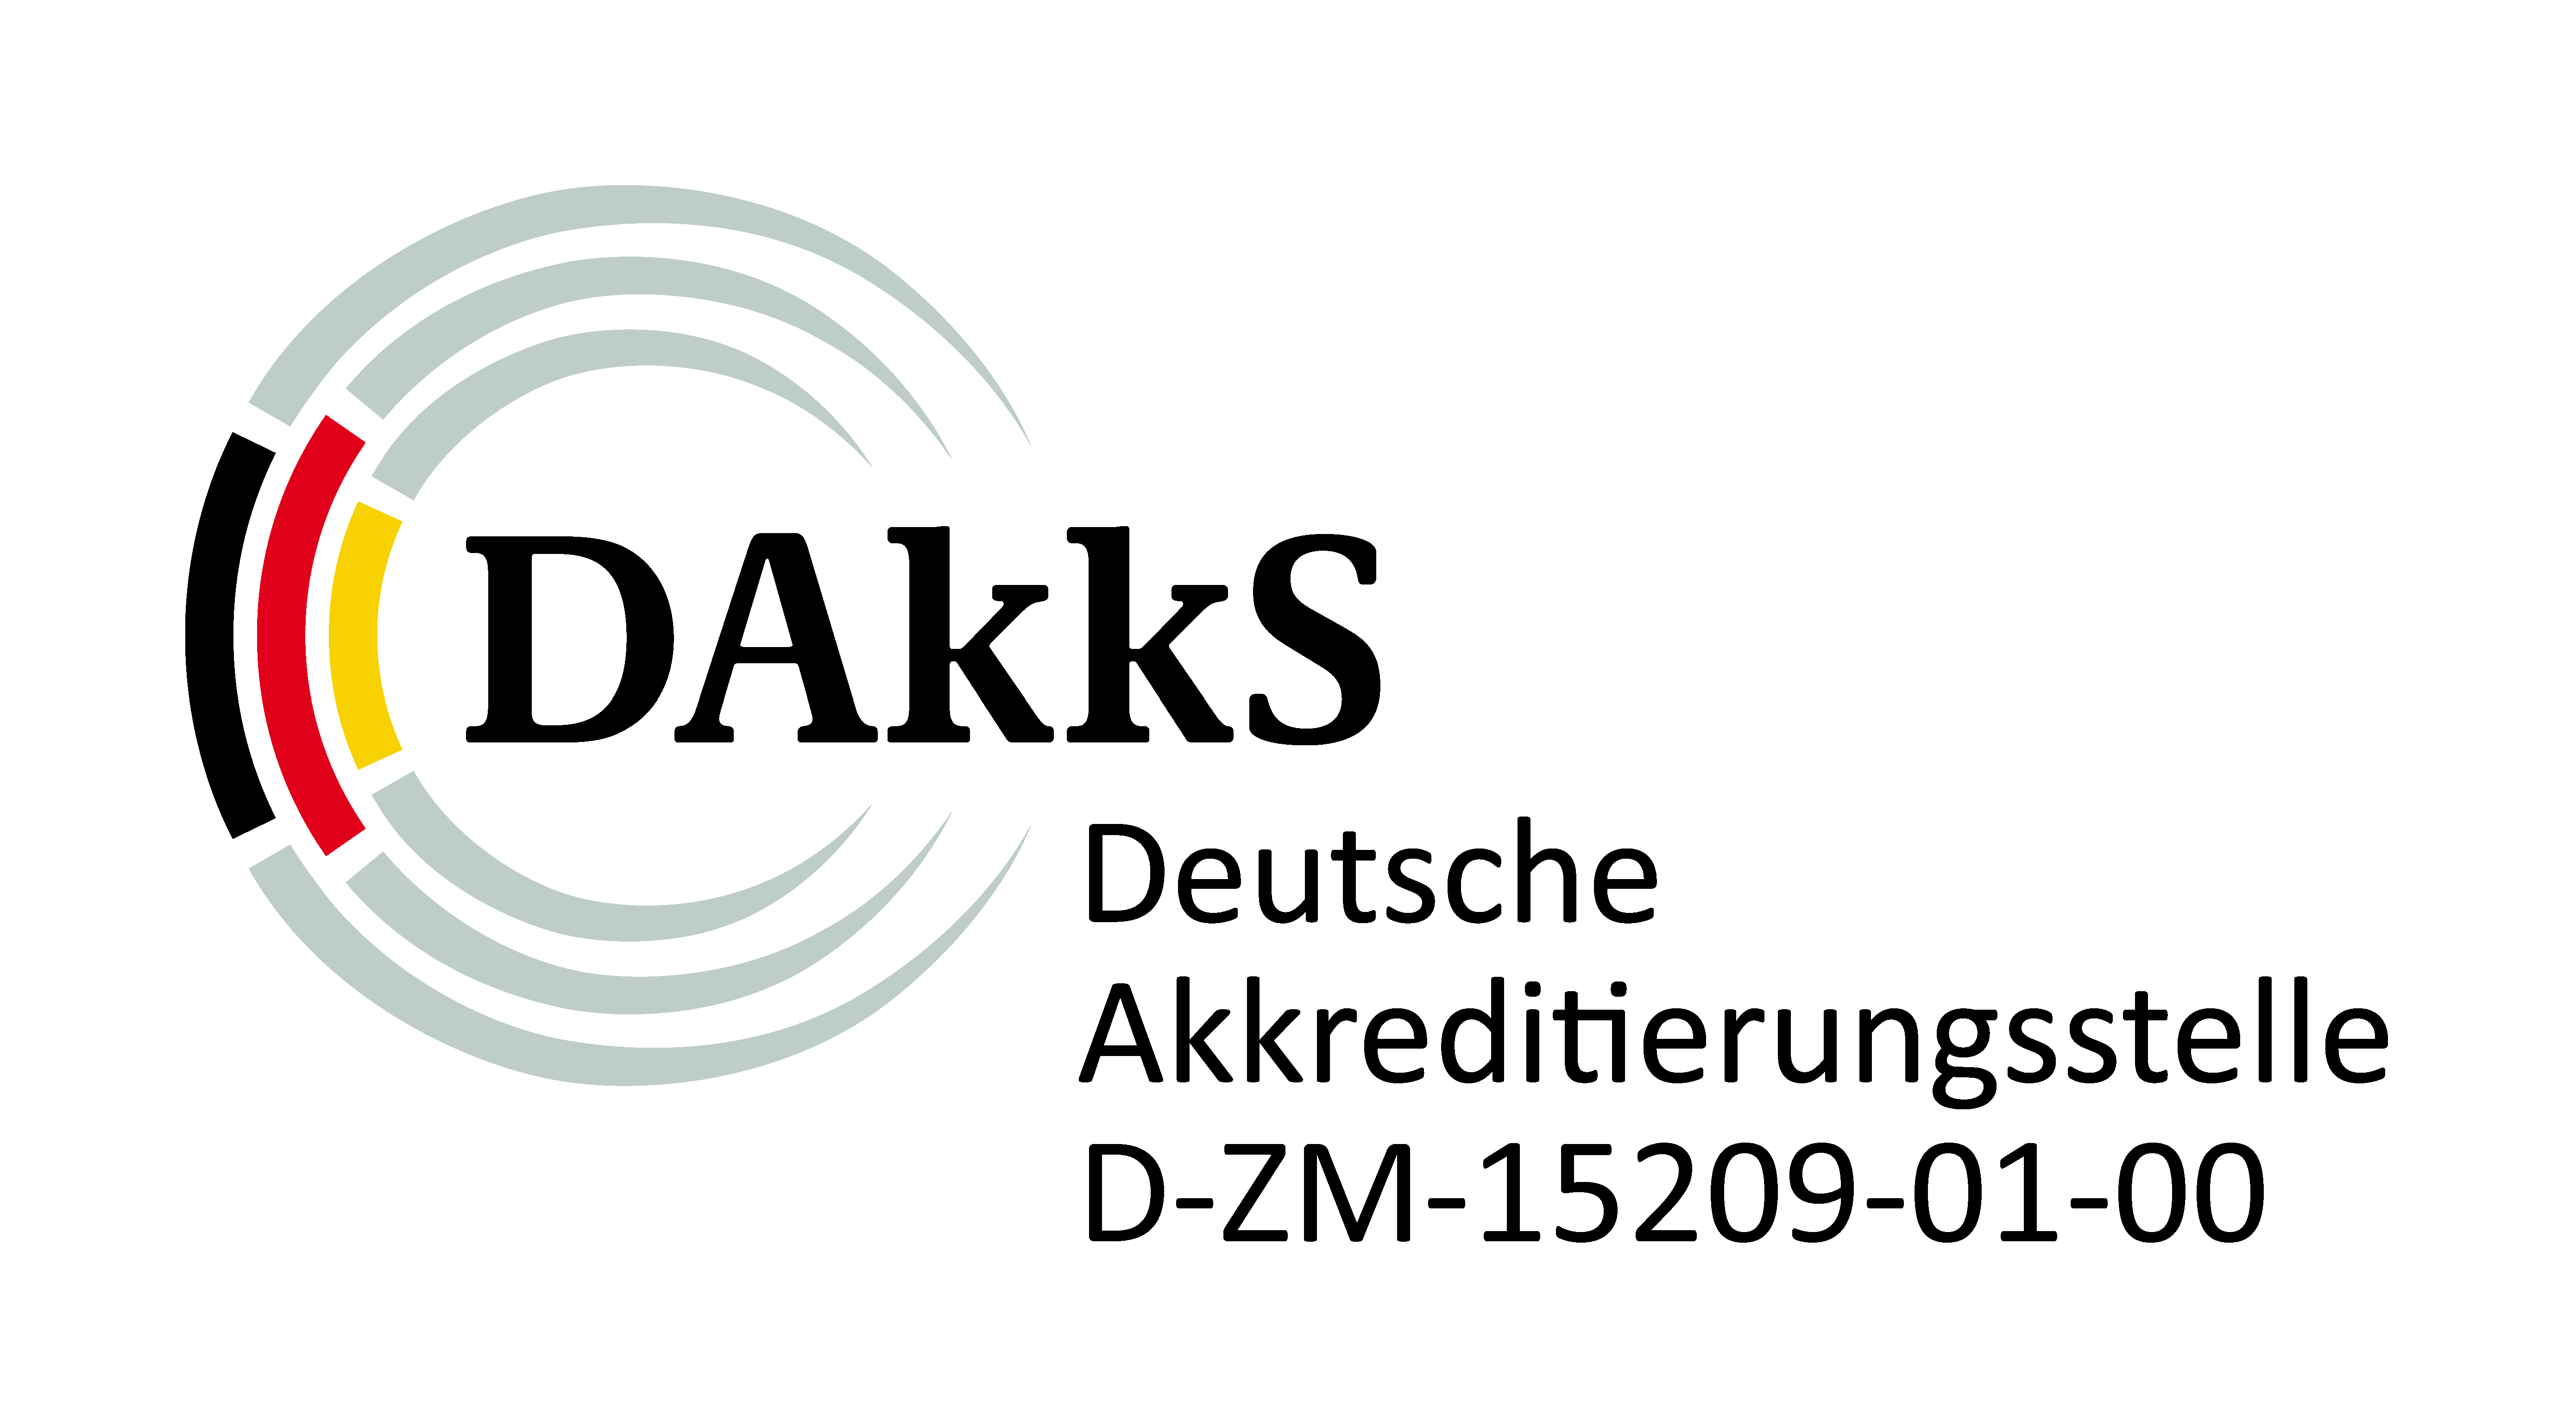 DAkkS
Deutsche
Akkreditierungsstelle
D-ZM-15209-01-00